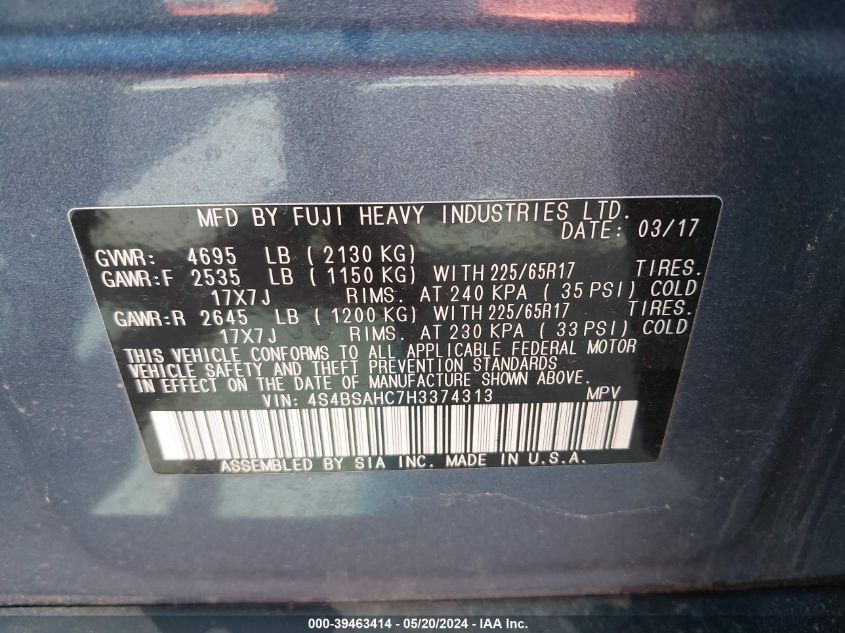 MFD BY FUJI HEAVY INDUSTRIES LTD.
DATE: 03/17
GVWR: 4695 LB ( 2130 KG)
GAWR:F 2535 LB ( 1150 KG) WITH 225/65R17 TIRES.
17X7J RIMS. AT 240 KPA ( 35 PSI) COLD
GAWR:R 2645 LB ( 1200 KG) WITH 225/65R17 TIRES.
17X7J RIMS. AT 230 KPA ( 33 PSI) COLD
THIS VEHICLE CONFORMS TO ALL APPLICABLE FEDERAL MOTOR
VEHICLE SAFETY AND THEFT PREVENTION STANDARDS
IN EFFECT ON THE DATE OF MANUFACTURE SHOWN ABOVE.
VIN: 4S4BSAHC7H3374313 MPV
ASSEMBLED BY SIA INC. MADE IN U.S.A.
000-39463414 - 05/20/2024 - IAA Inc.